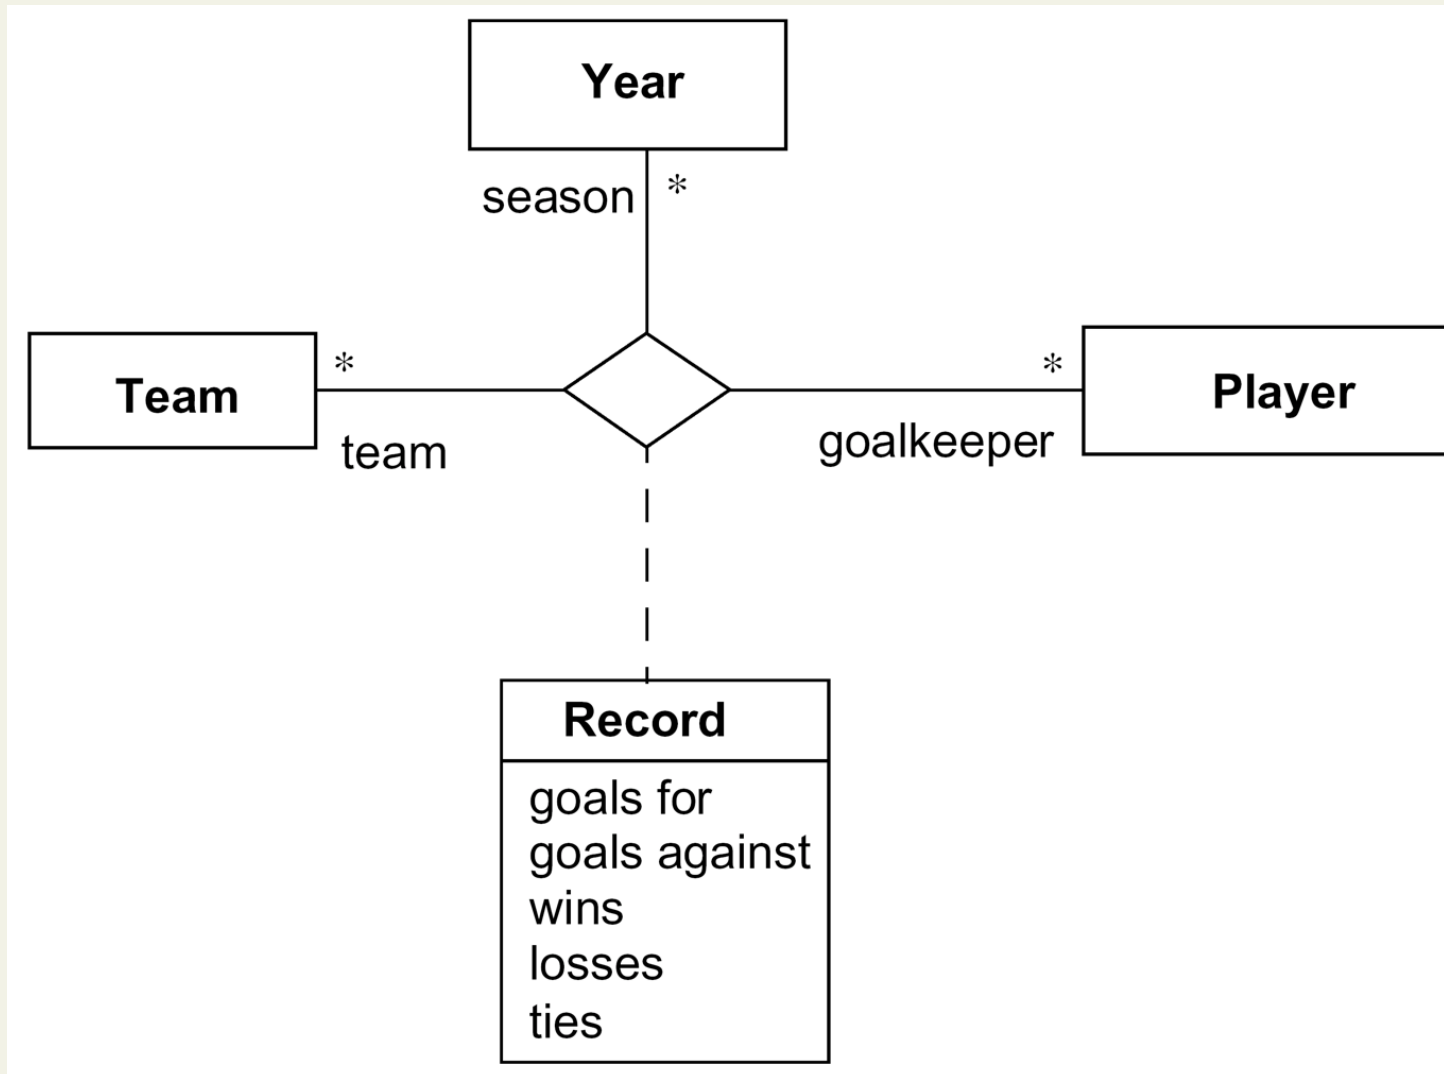 Year
season *
Team
*
team
*
goalkeeper
Player
Record
goals for
goals against
wins
losses
ties